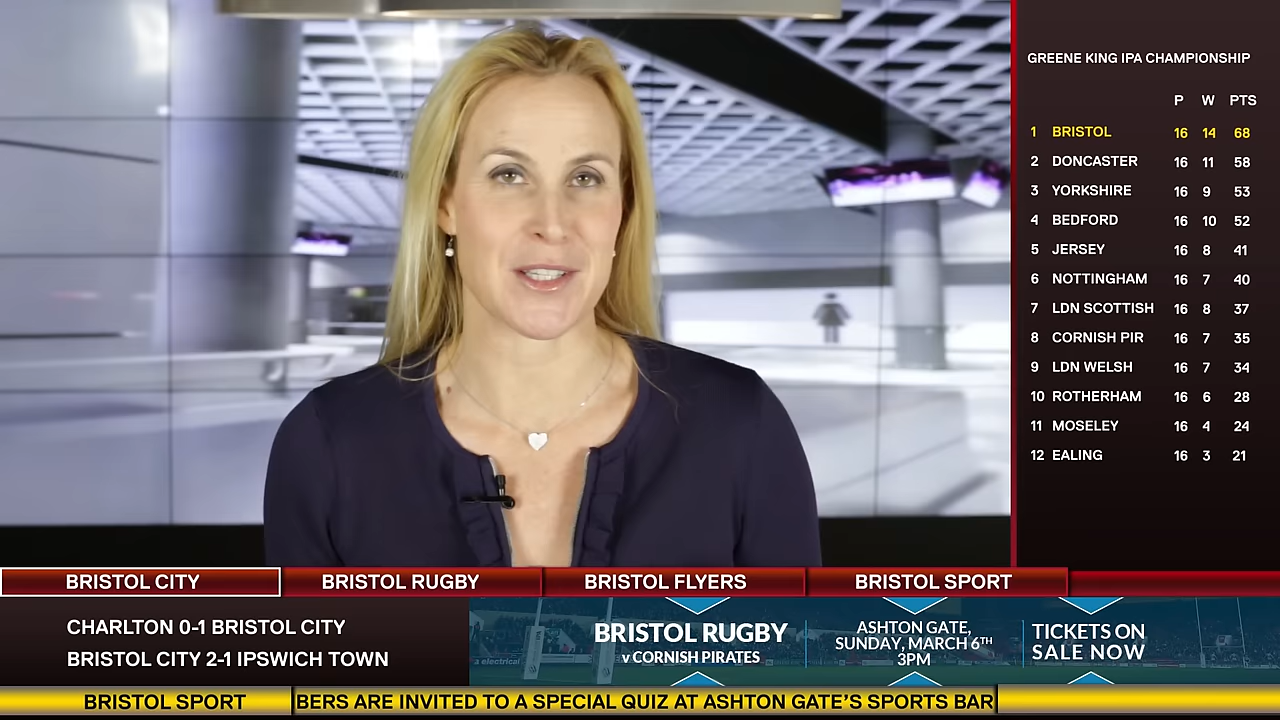 GREENE KING IPA CHAMPIONSHIP
P W PTS
1 BRISTOL 16 14 68
2 DONCASTER 16 11 58
3 YORKSHIRE 16 9 53
4 BEDFORD 16 10 52
5 JERSEY 16 8 41
6 NOTTINGHAM 16 7 40
7 LDN SCOTTISH 16 8 37
8 CORNISH PIR 16 7 35
9 LDN WELSH 16 7 34
10 ROTHERHAM 16 6 28
11 MOSELEY 16 4 24
12 EALING 16 3 21
BRISTOL CITY BRISTOL RUGBY BRISTOL FLYERS BRISTOL SPORT
CHARLTON 0-1 BRISTOL CITY
BRISTOL CITY 2-1 IPSWICH TOWN
a electrical
BRISTOL RUGBY
v CORNISH PIRATES
ASHTON GATE,
SUNDAY, MARCH 6TH
3PM
TICKETS ON
SALE NOW
BRISTOL SPORT BERS ARE INVITED TO A SPECIAL QUIZ AT ASHTON GATE'S SPORTS BAR